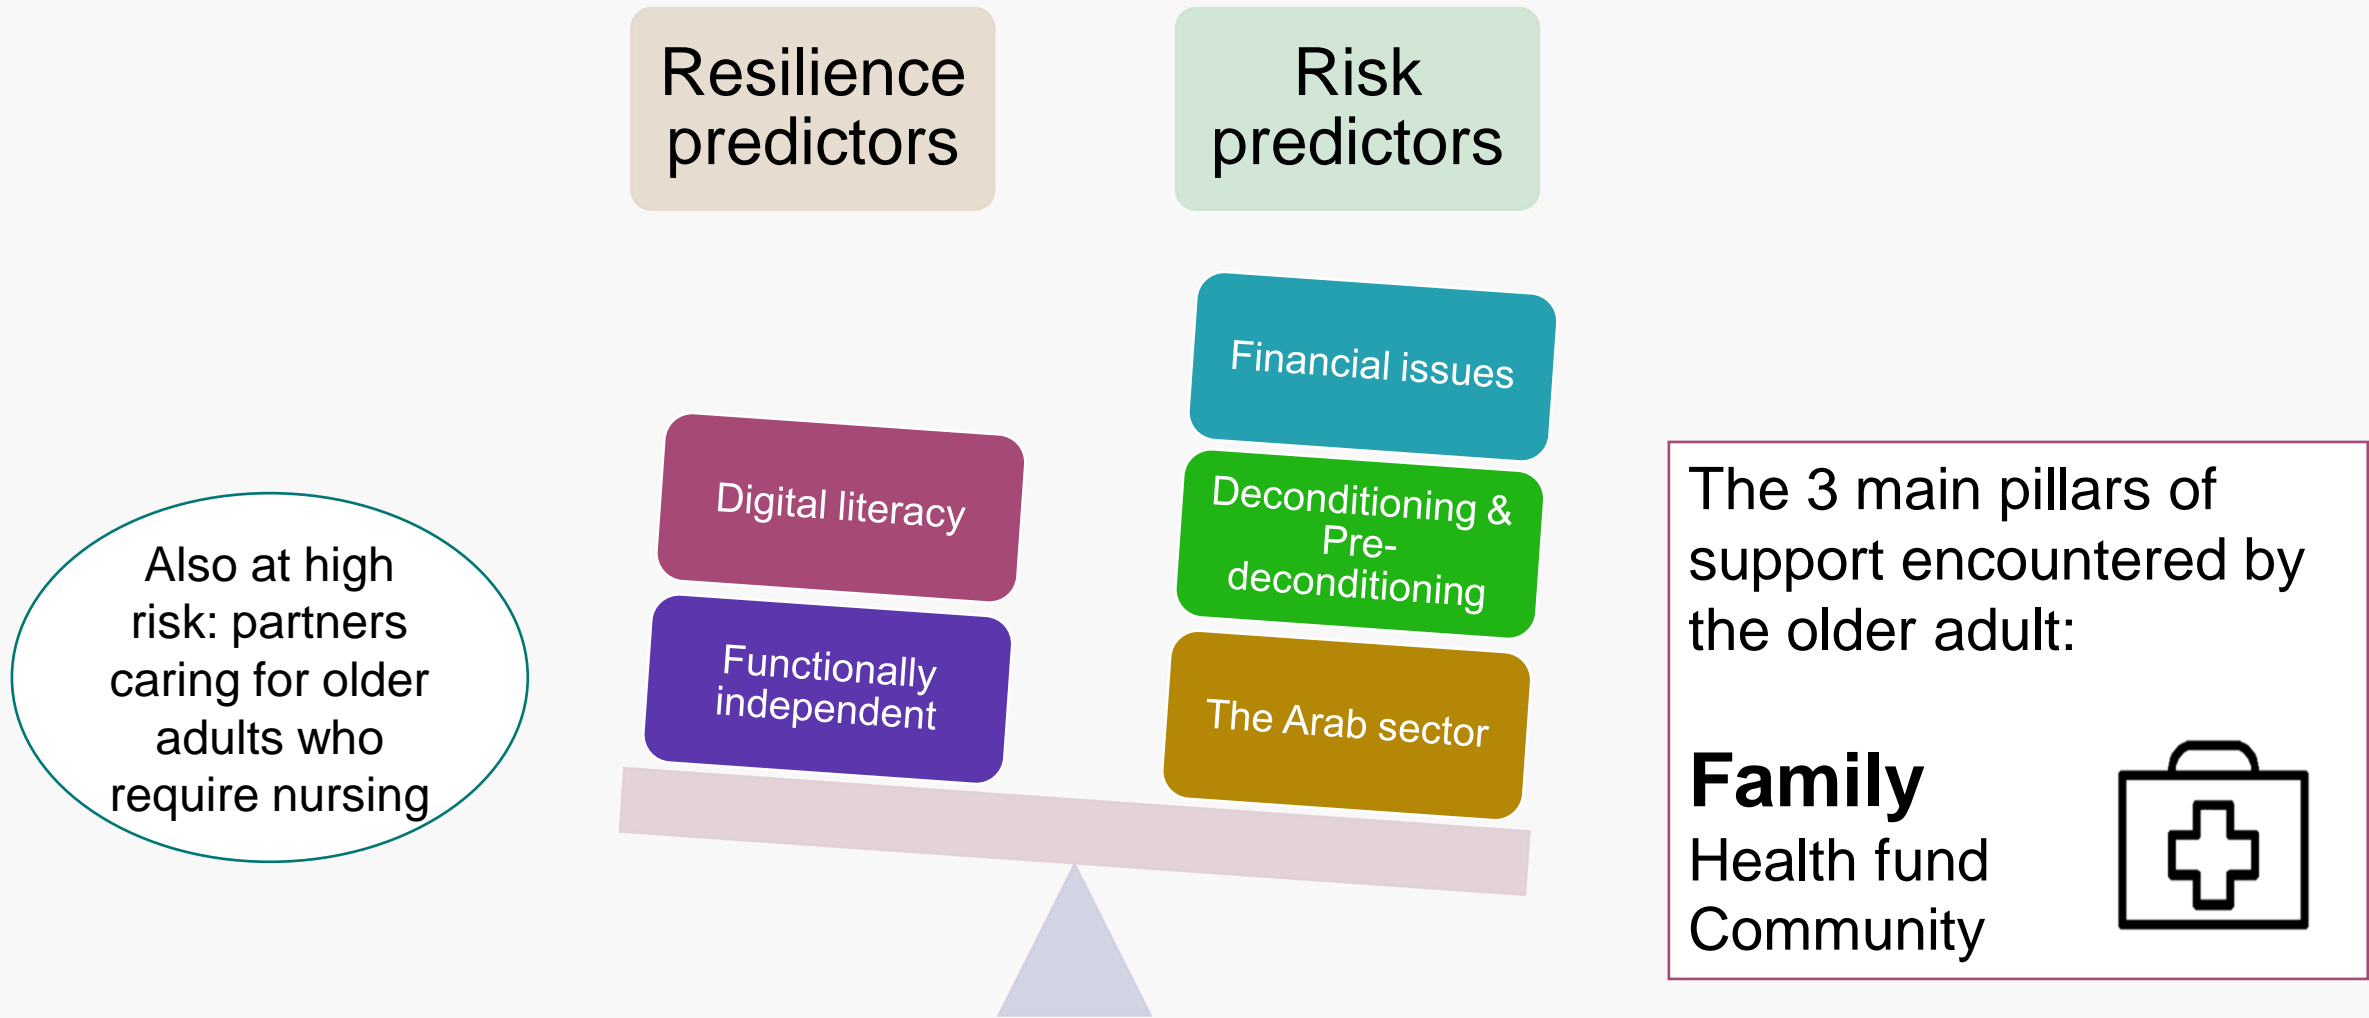 Resilience
predictors
Risk
predictors
Digital literacy
Functionally
independent
Financial issues
Deconditioning &
Pre-
deconditioning
The Arab sector
Also at high
risk: partners
caring for older
adults who
require nursing
The 3 main pillars of
support encountered by
the older adult:
Family
Health fund
Community